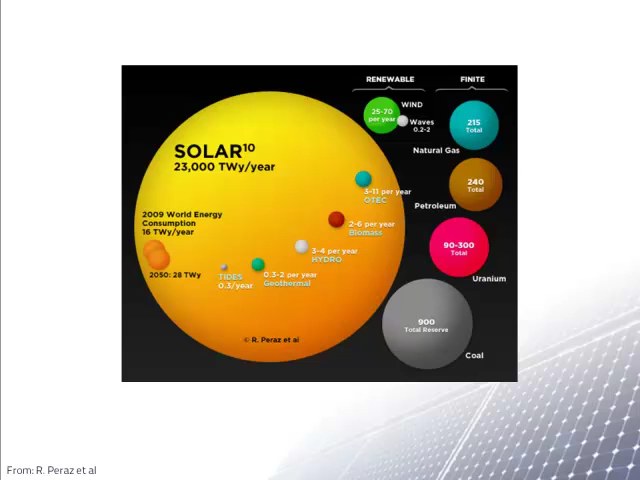 RENEWABLE
FINITE
SOLAR10
23,000 TWy/year
25-70
per year
WIND
Waves
0.2-2
215
Total
Natural Gas
240
Total
Petroleum
90-300
Total
Uranium
900
Total Reserve
Coal
3-11 per year
OTEC
2-6 per year
Biomass
3-4 per year
HYDRO
0.3-2 per year
Geothermal
TIDES
0.3/year
2009 World Energy
Consumption
16 TWy/year
2050: 28 TWy
© R. Peraz et al
From: R. Peraz et al